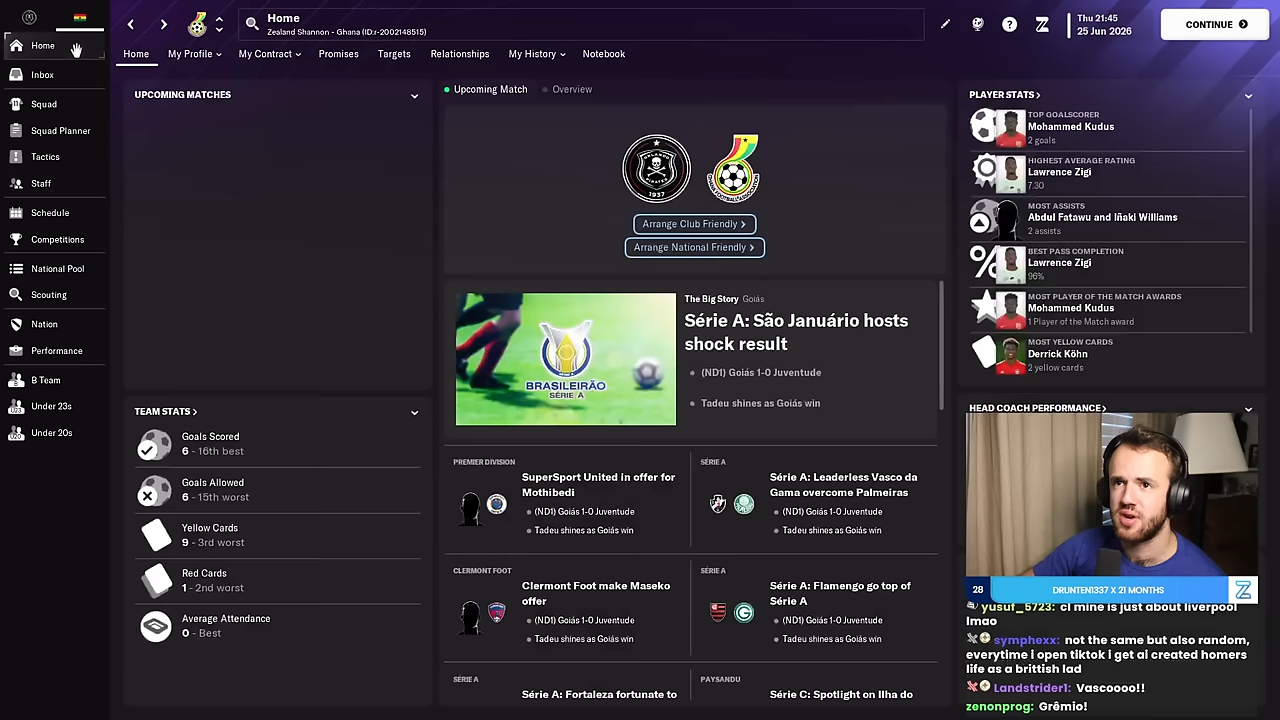 Home
Zealand Shannon - Ghana (ID:r-2002148515)
Thu 21:45
25 Jun 2026
CONTINUE
Home
Inbox
Squad
Squad Planner
Tactics
Staff
Schedule
Competitions
National Pool
Scouting
Nation
Performance
B Team
Under 23s
Under 20s
Home
My Profile
My Contract
Promises
Targets
Relationships
My History
Notebook
UPCOMING MATCHES
TEAM STATS
Goals Scored
6 - 16th best
Goals Allowed
6 - 15th worst
Yellow Cards
9 - 3rd worst
Red Cards
1 - 2nd worst
Average Attendance
0 - Best
Upcoming Match
Overview
1937
Arrange Club Friendly
Arrange National Friendly
BRASILEIRÃO
SÉRIE A
The Big Story Goiás
Série A: São Januário hosts
shock result
(ND1) Goiás 1-0 Juventude
Tadeu shines as Goiás win
PREMIER DIVISION
SuperSport United in offer for
Mothibedi
(ND1) Goiás 1-0 Juventude
Tadeu shines as Goiás win
SÉRIE A
Série A: Leaderless Vasco da
Gama overcome Palmeiras
(ND1) Goiás 1-0 Juventude
Tadeu shines as Goiás win
CLERMONT FOOT
Clermont Foot make Maseko
offer
(ND1) Goiás 1-0 Juventude
Tadeu shines as Goiás win
SÉRIE A
Série A: Flamengo go top of
Série A
(ND1) Goiás 1-0 Juventude
Tadeu shines as Goiás win
SÉRIE A
Série A: Fortaleza fortunate to
PAYSANDU
Série C: Spotlight on Ilha do
PLAYER STATS
TOP GOALSCORER
Mohammed Kudus
2 goals
HIGHEST AVERAGE RATING
Lawrence Zigi
7.30
MOST ASSISTS
Abdul Fatawu and Iñaki Williams
2 assists
BEST PASS COMPLETION
Lawrence Zigi
96%
MOST PLAYER OF THE MATCH AWARDS
Mohammed Kudus
1 Player of the Match award
MOST YELLOW CARDS
Derrick Köhn
2 yellow cards
HEAD COACH PERFORMANCE
28
DRUNTEN1337 X 21 MONTHS
yusuf_5723: cl mine is just about liverpool
lmao
symphexx: not the same but also random,
everytime i open tiktok i get ai created homers
life as a brittish lad
Landstrider1: Vascoooo!!
zenonprog: Grêmio!